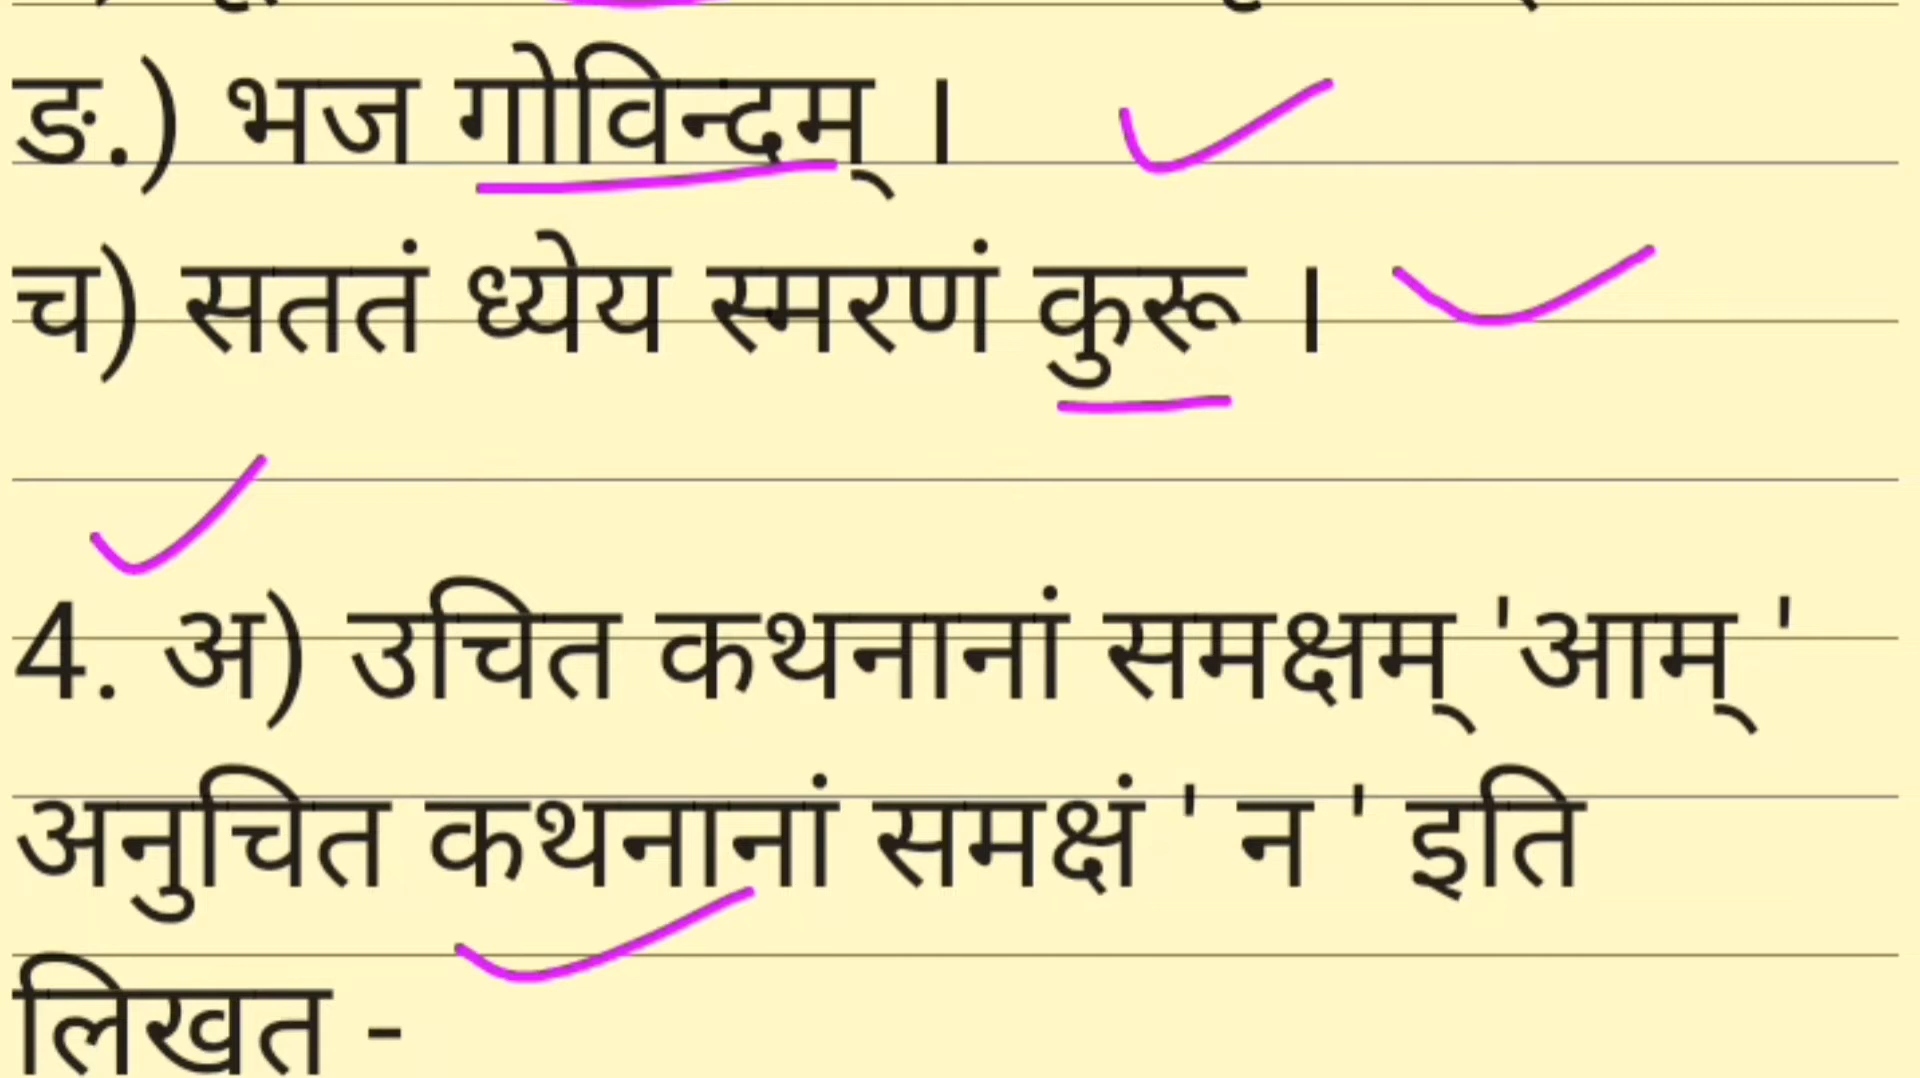 ङ.) भज गोविन्दम् ।
च) सततं ध्येय स्मरणं कुरू ।
4. अ) उचित कथनानां समक्षम् 'आम् '
अनुचित कथनानां समक्षं ' न ' इति
लिखत -